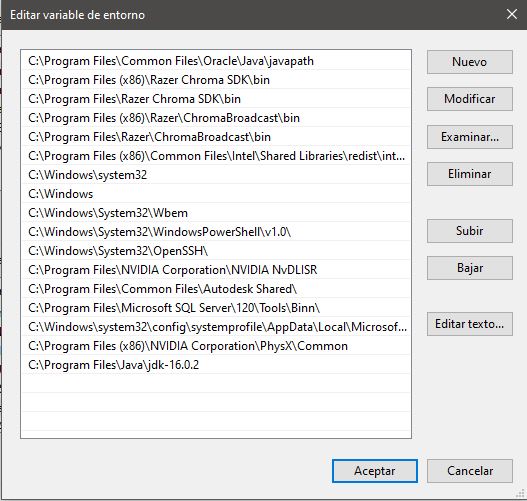 Editar variable de entorno
C:\Program Files\Common Files\Oracle\Java\javapath
C:\Program Files (x86)\Razer Chroma SDK\bin
C:\Program Files\Razer Chroma SDK\bin
C:\Program Files (x86)\Razer\ChromaBroadcast\bin
C:\Program Files\Razer\ChromaBroadcast\bin
C:\Program Files (x86)\Common Files\Intel\Shared Libraries\redist\int...
C:\Windows\system32
C:\Windows
C:\Windows\System32\Wbem
C:\Windows\System32\WindowsPowerShell\v1.0\
C:\Windows\System32\OpenSSH\
C:\Program Files\NVIDIA Corporation\NVIDIA NvDLISR
C:\Program Files\Common Files\Autodesk Shared\
C:\Program Files\Microsoft SQL Server\120\Tools\Binn\
C:\Windows\system32\config\systemprofile\AppData\Local\Microsof...
C:\Program Files (x86)\NVIDIA Corporation\PhysX\Common
C:\Program Files\Java\jdk-16.0.2
Nuevo
Modificar
Examinar...
Eliminar
Subir
Bajar
Editar texto...
Aceptar
Cancelar